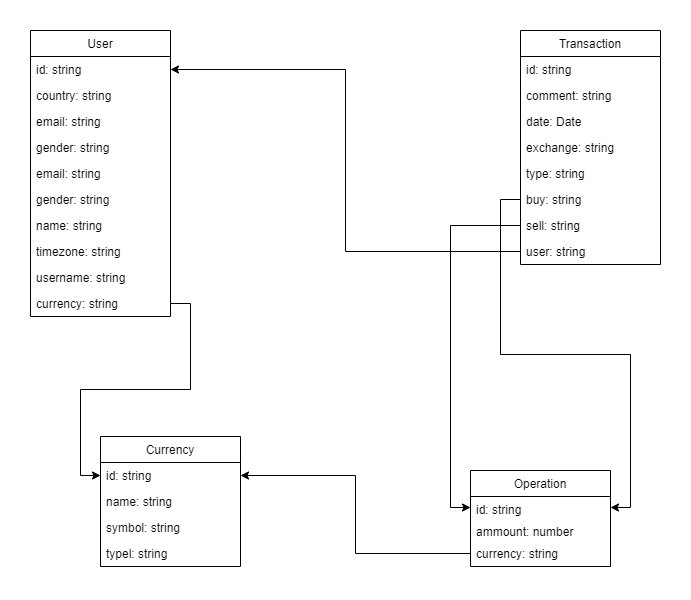 User
id: string
country: string
email: string
gender: string
email: string
gender: string
name: string
timezone: string
username: string
currency: string
Transaction
id: string
comment: string
date: Date
exchange: string
type: string
buy: string
sell: string
user: string
Currency
id: string
name: string
symbol: string
typel: string
Operation
id: string
ammount: number
currency: string